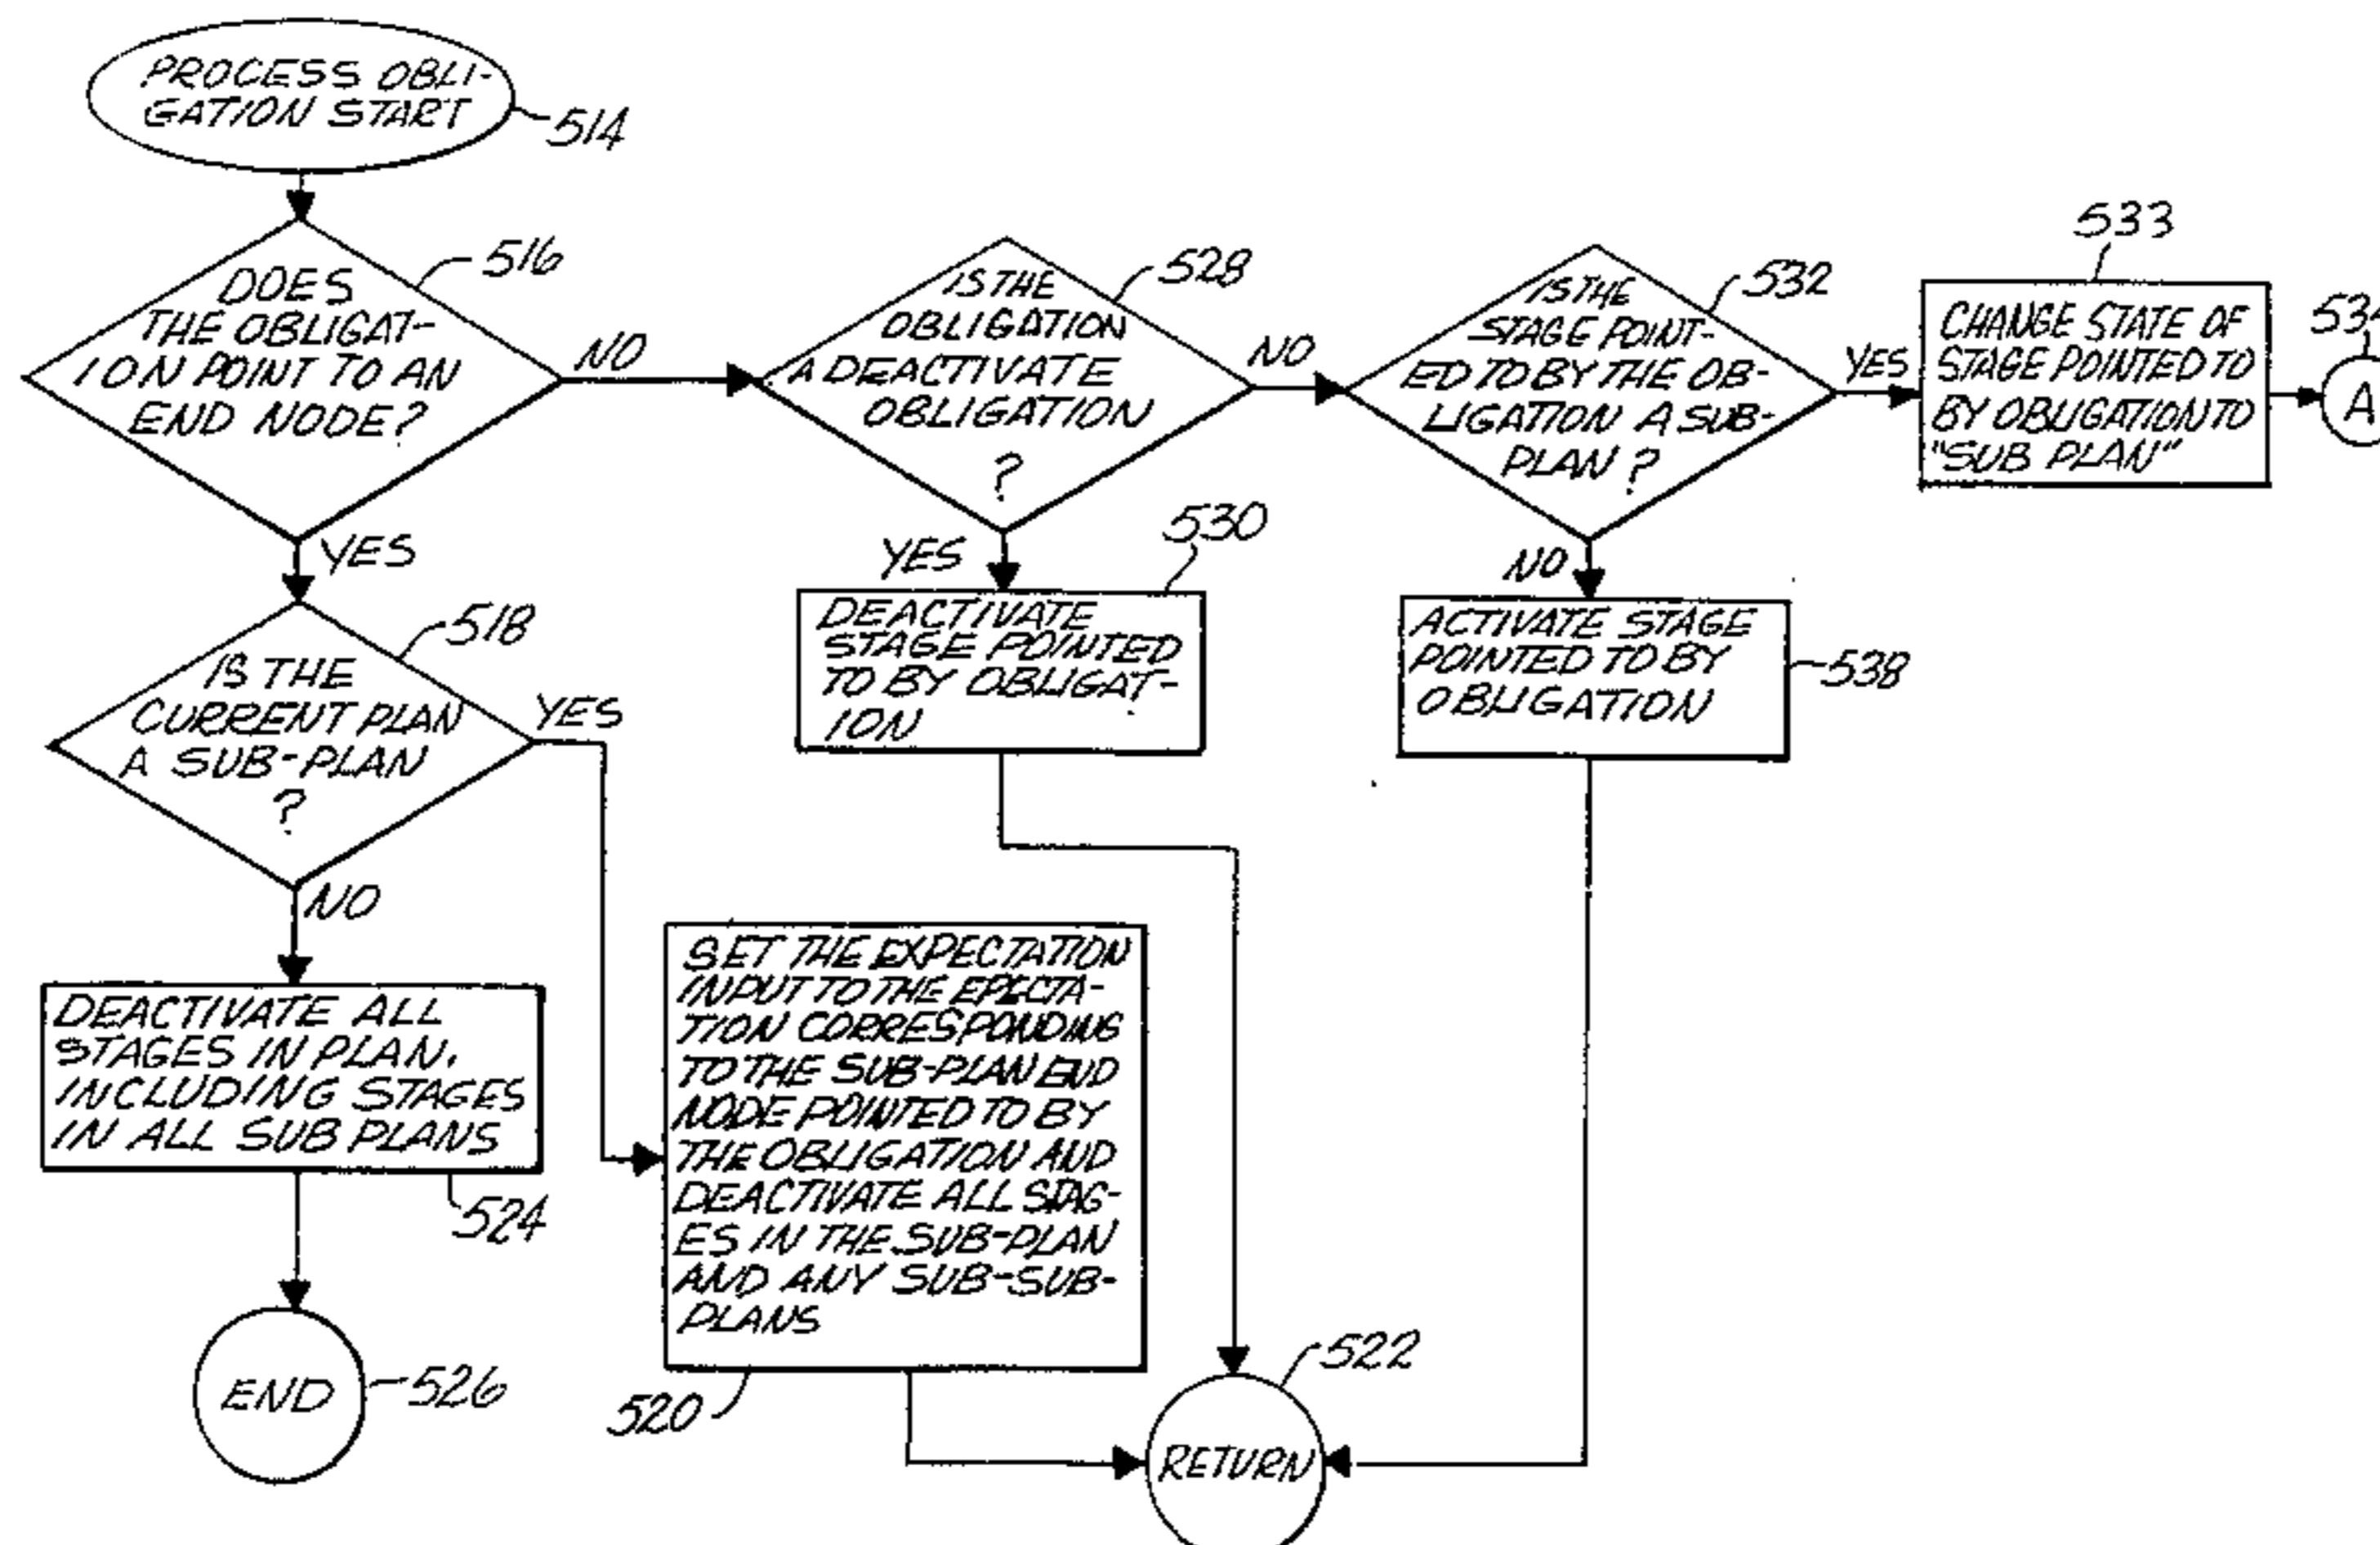 PROCESS OBLI-
GATION START
514
DOES
THE OBLIGAT-
ION POINT TO AN
END NODE?
516
NO
YES
IS THE
OBLIGATION
A DEACTIVATE
OBLIGATION
?
528
NO
YES
IS THE
STAGE POINT-
ED TO BY THE OB-
LIGATION A SUB-
PLAN?
532
YES
NO
533
CHANGE STATE OF
STAGE POINTED TO
BY OBLIGATION TO
"SUB PLAN"
534
A
530
DEACTIVATE
STAGE POINTED
TO BY OBLIGAT-
ION
ACTIVATE STAGE
POINTED TO BY
OBLIGATION
538
IS THE
CURRENT PLAN
A SUB-PLAN
?
518
YES
NO
DEACTIVATE ALL
STAGES IN PLAN,
INCLUDING STAGES
IN ALL SUB PLANS
524
SET THE EXPECTATION
INPUT TO THE EPECTA-
TION CORRESPONDING
TO THE SUB-PLAN END
NODE POINTED TO BY
THE OBLIGATION AND
DEACTIVATE ALL STAG-
ES IN THE SUB-PLAN
AND ANY SUB-SUB-
PLANS
520
END
526
RETURN
522